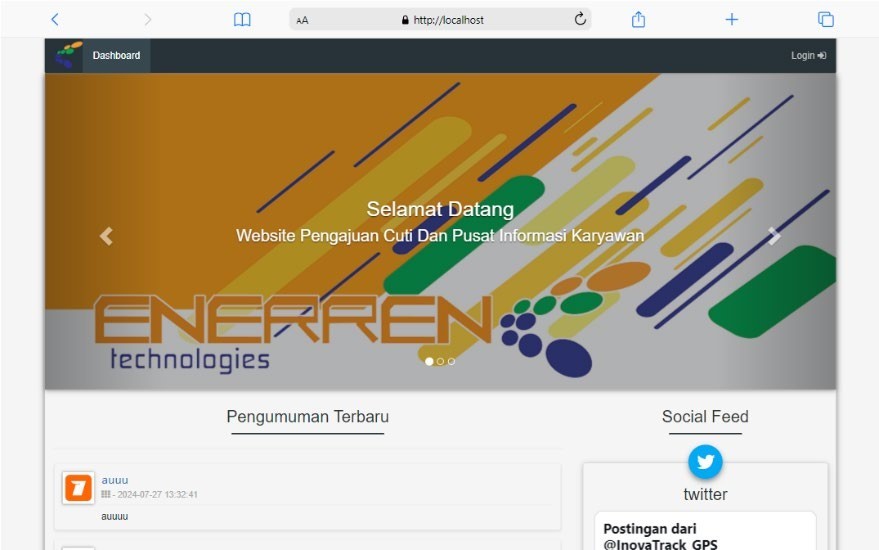 AA http://localhost
Dashboard
Login
Selamat Datang
Website Pengajuan Cuti Dan Pusat Informasi Karyawan
ENERREN
technologies
Pengumuman Terbaru
Social Feed
auuu
- 2024-07-27 13:32:41
auuuu
twitter
Postingan dari
@InovaTrack_GPS